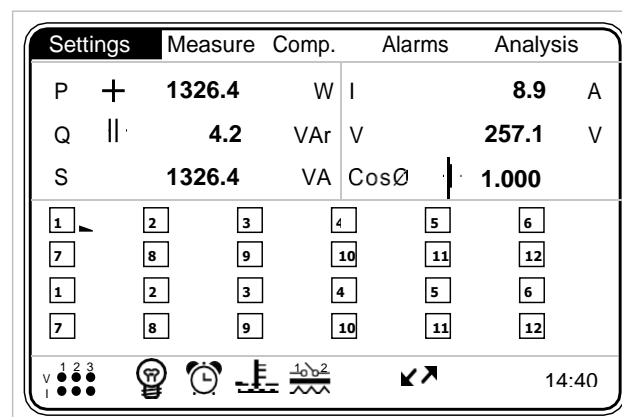 Settings Measure Comp. Alarms Analysis
P + 1326.4 W I 8.9 A
Q 4.2 VAr V 257.1 V
S 1326.4 VA CosØ 1.000
1 2 3 4 5 6
7 8 9 10 11 12
1 2 3 4 5 6
7 8 9 10 11 12
1 2 3
V
I
1 2
14:40